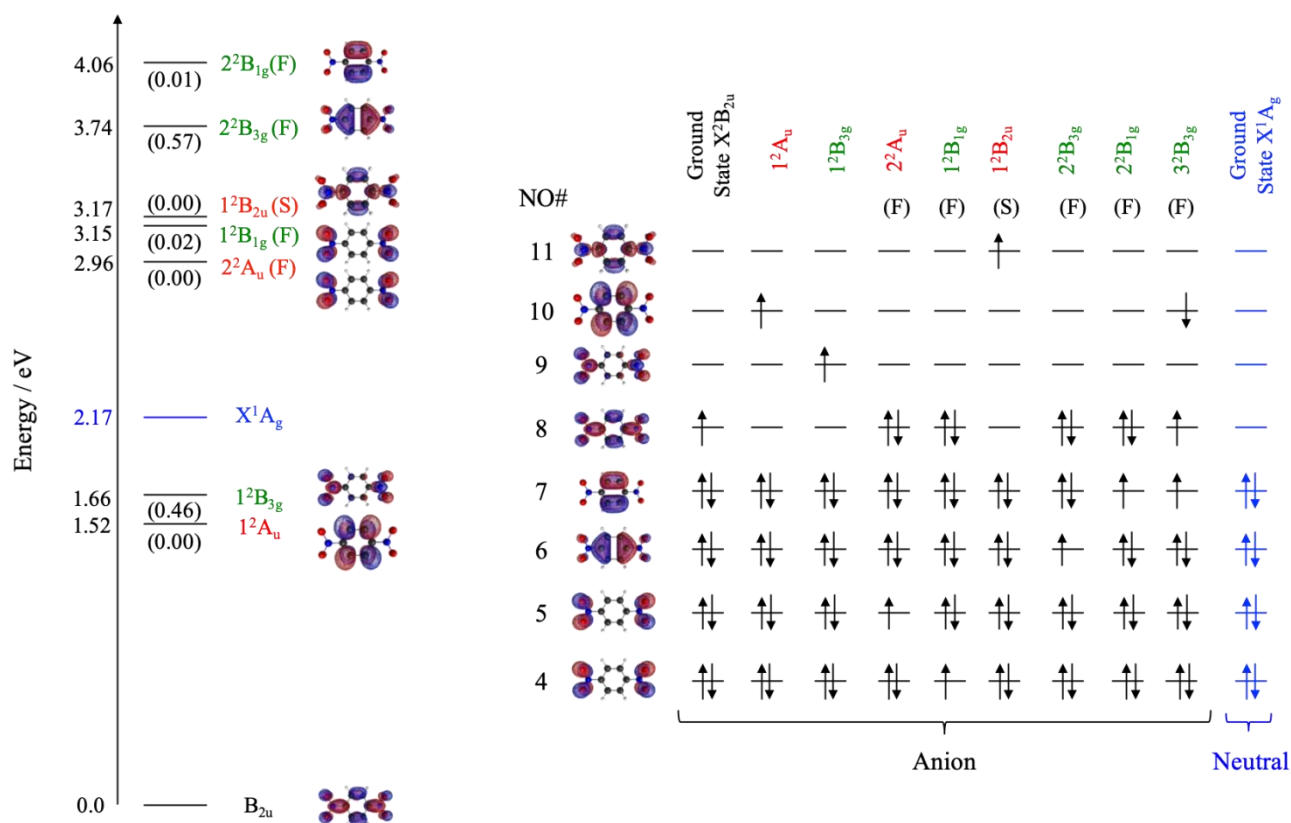 Energy / eV
4.06
(0.01)
2²B₁g(F)
3.74
(0.57)
2²B₃g (F)
3.17
(0.00)
1²B₂u (S)
3.15
(0.02)
1²B₁g (F)
2.96
(0.00)
2²Aᵤ (F)
2.17
X¹Ag
1.66
(0.46)
1²B₃g
1.52
(0.00)
1²Aᵤ
0.0
B₂u
NO#
Ground
State X²B₂u
1²Aᵤ
1²B₃g
2²Aᵤ
1²B₁g
1²B₂u
2²B₃g
2²B₁g
3²B₃g
Ground
State X¹Ag
(F)
(F)
(S)
(F)
(F)
(F)
11
10
9
8
7
6
5
4
Anion
Neutral